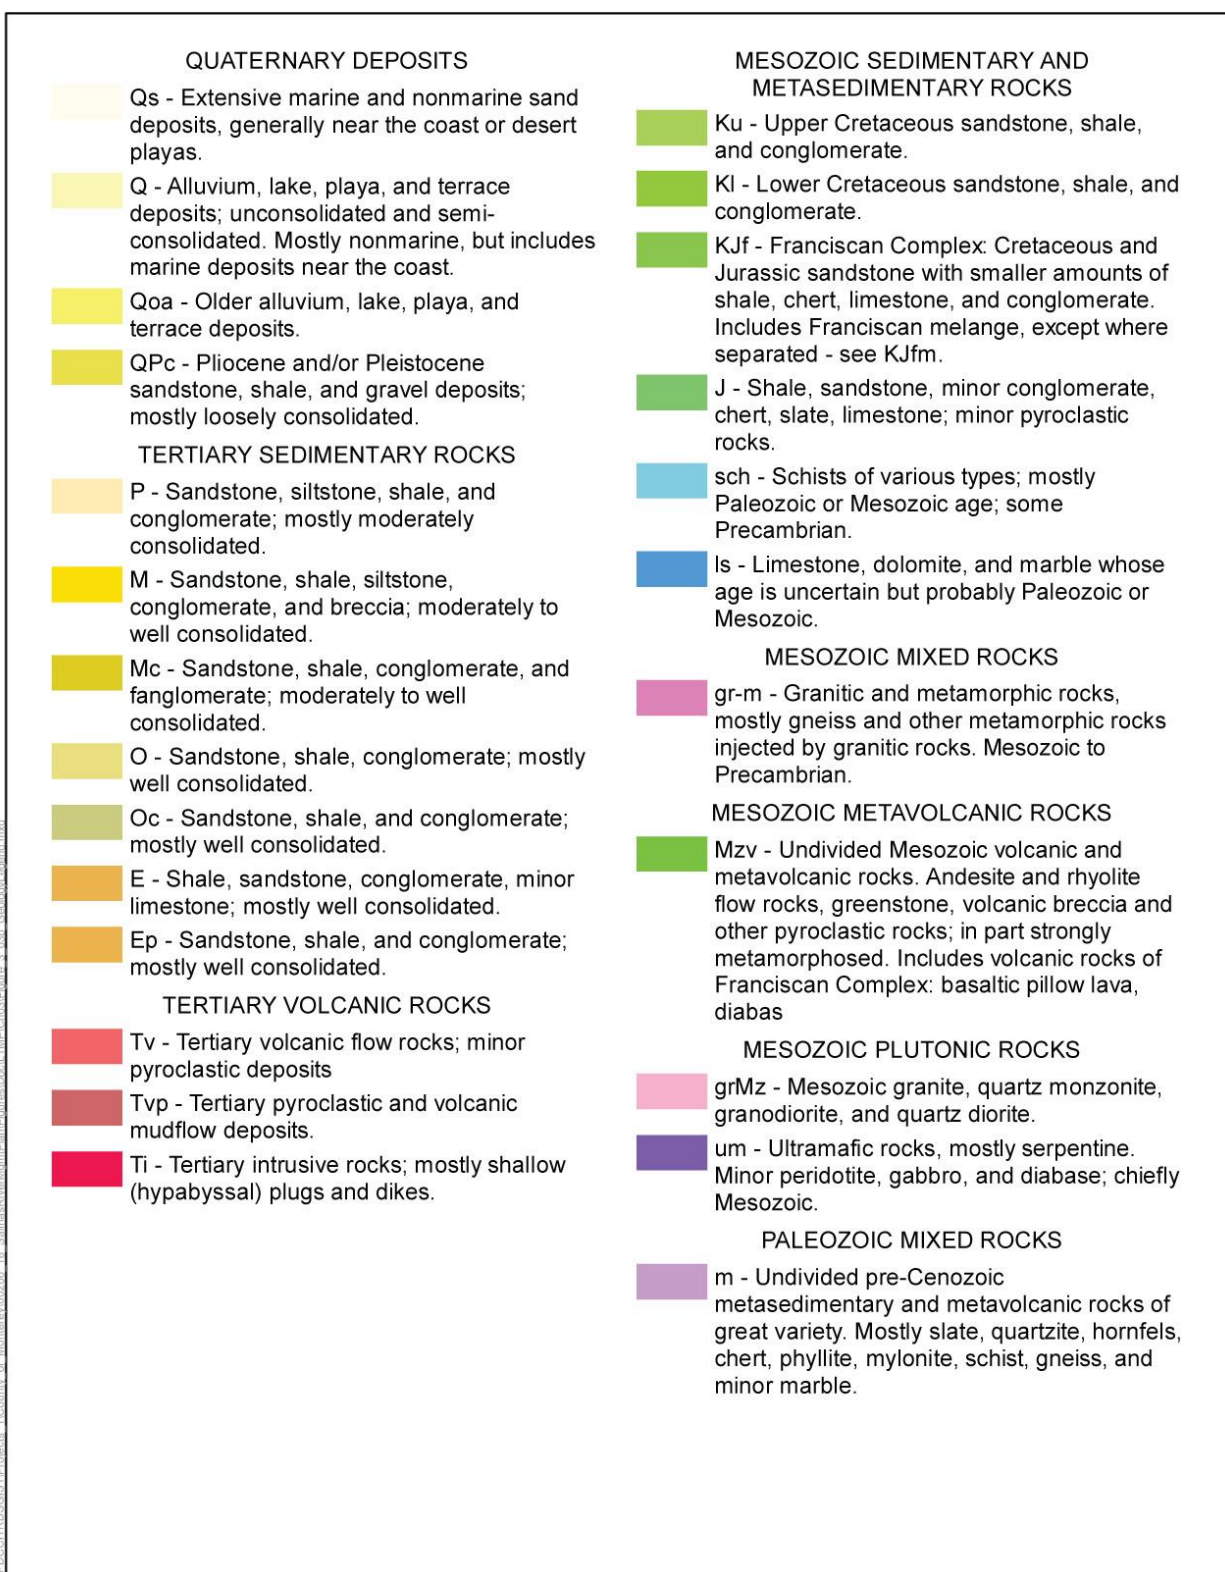 QUATERNARY DEPOSITS
Qs - Extensive marine and nonmarine sand
deposits, generally near the coast or desert
playas.
Q - Alluvium, lake, playa, and terrace
deposits; unconsolidated and semi-
consolidated. Mostly nonmarine, but includes
marine deposits near the coast.
Qoa - Older alluvium, lake, playa, and
terrace deposits.
QPc - Pliocene and/or Pleistocene
sandstone, shale, and gravel deposits;
mostly loosely consolidated.
TERTIARY SEDIMENTARY ROCKS
P - Sandstone, siltstone, shale, and
conglomerate; mostly moderately
consolidated.
M - Sandstone, shale, siltstone,
conglomerate, and breccia; moderately to
well consolidated.
Mc - Sandstone, shale, conglomerate, and
fanglomerate; moderately to well
consolidated.
O - Sandstone, shale, conglomerate; mostly
well consolidated.
Oc - Sandstone, shale, and conglomerate;
mostly well consolidated.
E - Shale, sandstone, conglomerate, minor
limestone; mostly well consolidated.
Ep - Sandstone, shale, and conglomerate;
mostly well consolidated.
TERTIARY VOLCANIC ROCKS
Tv - Tertiary volcanic flow rocks; minor
pyroclastic deposits
Tvp - Tertiary pyroclastic and volcanic
mudflow deposits.
Ti - Tertiary intrusive rocks; mostly shallow
(hypabyssal) plugs and dikes.
MESOZOIC SEDIMENTARY AND
METASEDIMENTARY ROCKS
Ku - Upper Cretaceous sandstone, shale,
and conglomerate.
Kl - Lower Cretaceous sandstone, shale, and
conglomerate.
KJf - Franciscan Complex: Cretaceous and
Jurassic sandstone with smaller amounts of
shale, chert, limestone, and conglomerate.
Includes Franciscan melange, except where
separated - see KJfm.
J - Shale, sandstone, minor conglomerate,
chert, slate, limestone; minor pyroclastic
rocks.
sch - Schists of various types; mostly
Paleozoic or Mesozoic age; some
Precambrian.
ls - Limestone, dolomite, and marble whose
age is uncertain but probably Paleozoic or
Mesozoic.
MESOZOIC MIXED ROCKS
gr-m - Granitic and metamorphic rocks,
mostly gneiss and other metamorphic rocks
injected by granitic rocks. Mesozoic to
Precambrian.
MESOZOIC METAVOLCANIC ROCKS
Mzv - Undivided Mesozoic volcanic and
metavolcanic rocks. Andesite and rhyolite
flow rocks, greenstone, volcanic breccia and
other pyroclastic rocks; in part strongly
metamorphosed. Includes volcanic rocks of
Franciscan Complex: basaltic pillow lava,
diabas
MESOZOIC PLUTONIC ROCKS
grMz - Mesozoic granite, quartz monzonite,
granodiorite, and quartz diorite.
um - Ultramafic rocks, mostly serpentine.
Minor peridotite, gabbro, and diabase; chiefly
Mesozoic.
PALEOZOIC MIXED ROCKS
m - Undivided pre-Cenozoic
metasedimentary and metavolcanic rocks of
great variety. Mostly slate, quartzite, hornfels,
chert, phyllite, mylonite, schist, gneiss, and
minor marble.